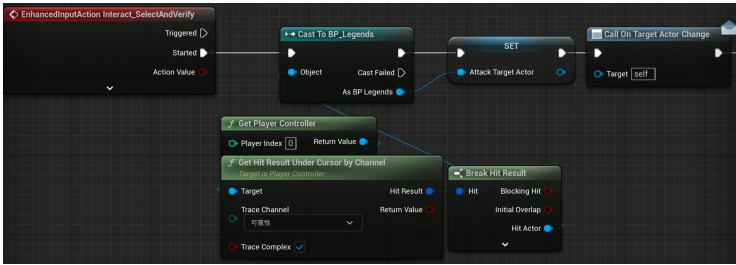 EnhancedInputAction Interact_SelectAndVerify
Triggered
Started
Action Value
Cast To BP_Legends
Object
Cast Failed
As BP Legends
SET
Attack Target Actor
Call On Target Actor Change
Target self
Get Player Controller
Player Index 0
Return Value
Get Hit Result Under Cursor by Channel
Target is Player Controller
Target
Hit Result
Trace Channel
Return Value
可视性
Trace Complex
Break Hit Result
Hit
Blocking Hit
Initial Overlap
Hit Actor